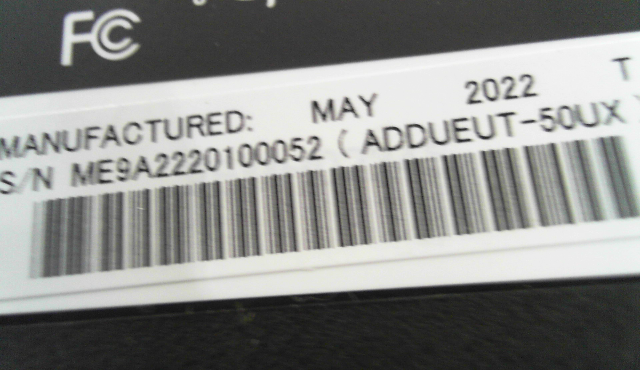 FC
MANUFACTURED: MAY 2022 T
S/N ME9A2220100052 ( ADDUEUT-50UX )